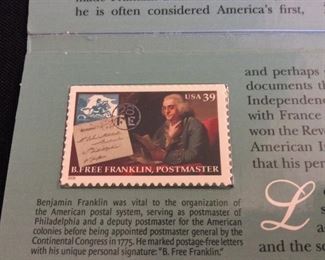 he is often considered America's first,
USA 39
B FREE
B. FREE FRANKLIN, POSTMASTER
Benjamin Franklin was vital to the organization
of the American postal system, serving as postmaster of
Philadelphia and a deputy postmaster for the American
colonies before being appointed postmaster general by the
Continental Congress in 1775. He marked postage-free letters
with his unique personal signature: "B. Free Franklin."
and perhaps
documents th
Independenc
with France
won the Rev
American I
that his per
L
s
a
and the se